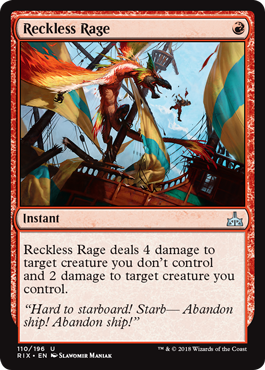 Reckless Rage
Instant
Reckless Rage deals 4 damage to
target creature you don’t control
and 2 damage to target creature you
control.
“Hard to starboard! Starb— Abandon
ship! Abandon ship!”
110/196 U
RIX • EN SLAWOMIR MANIAK
™ & © 2018 Wizards of the Coast